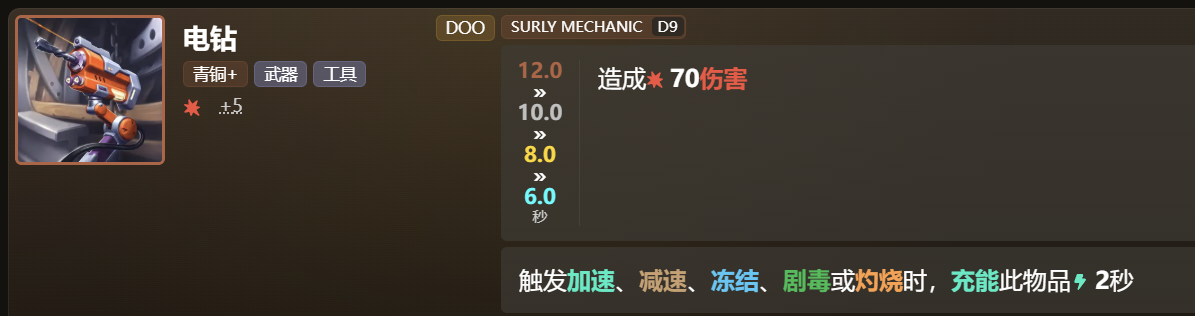 电钻
青铜+ 武器 工具
+5
DOO
SURLY MECHANIC D9
12.0
»
10.0
»
8.0
»
6.0
秒
造成70伤害
触发加速、减速、冻结、剧毒或灼烧时，充能此物品2秒